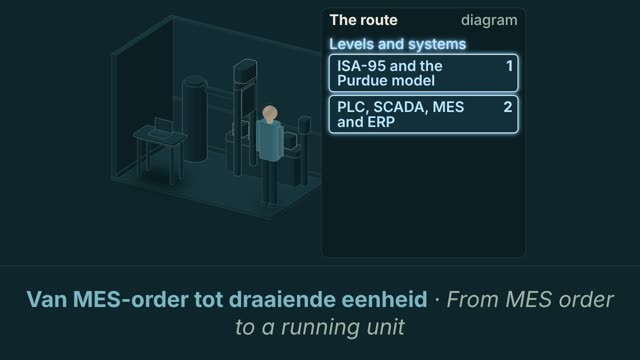 The route
diagram
Levels and systems
ISA-95 and the 1
Purdue model
PLC, SCADA, MES 2
and ERP
Van MES-order tot draaiende eenheid · From MES order
to a running unit